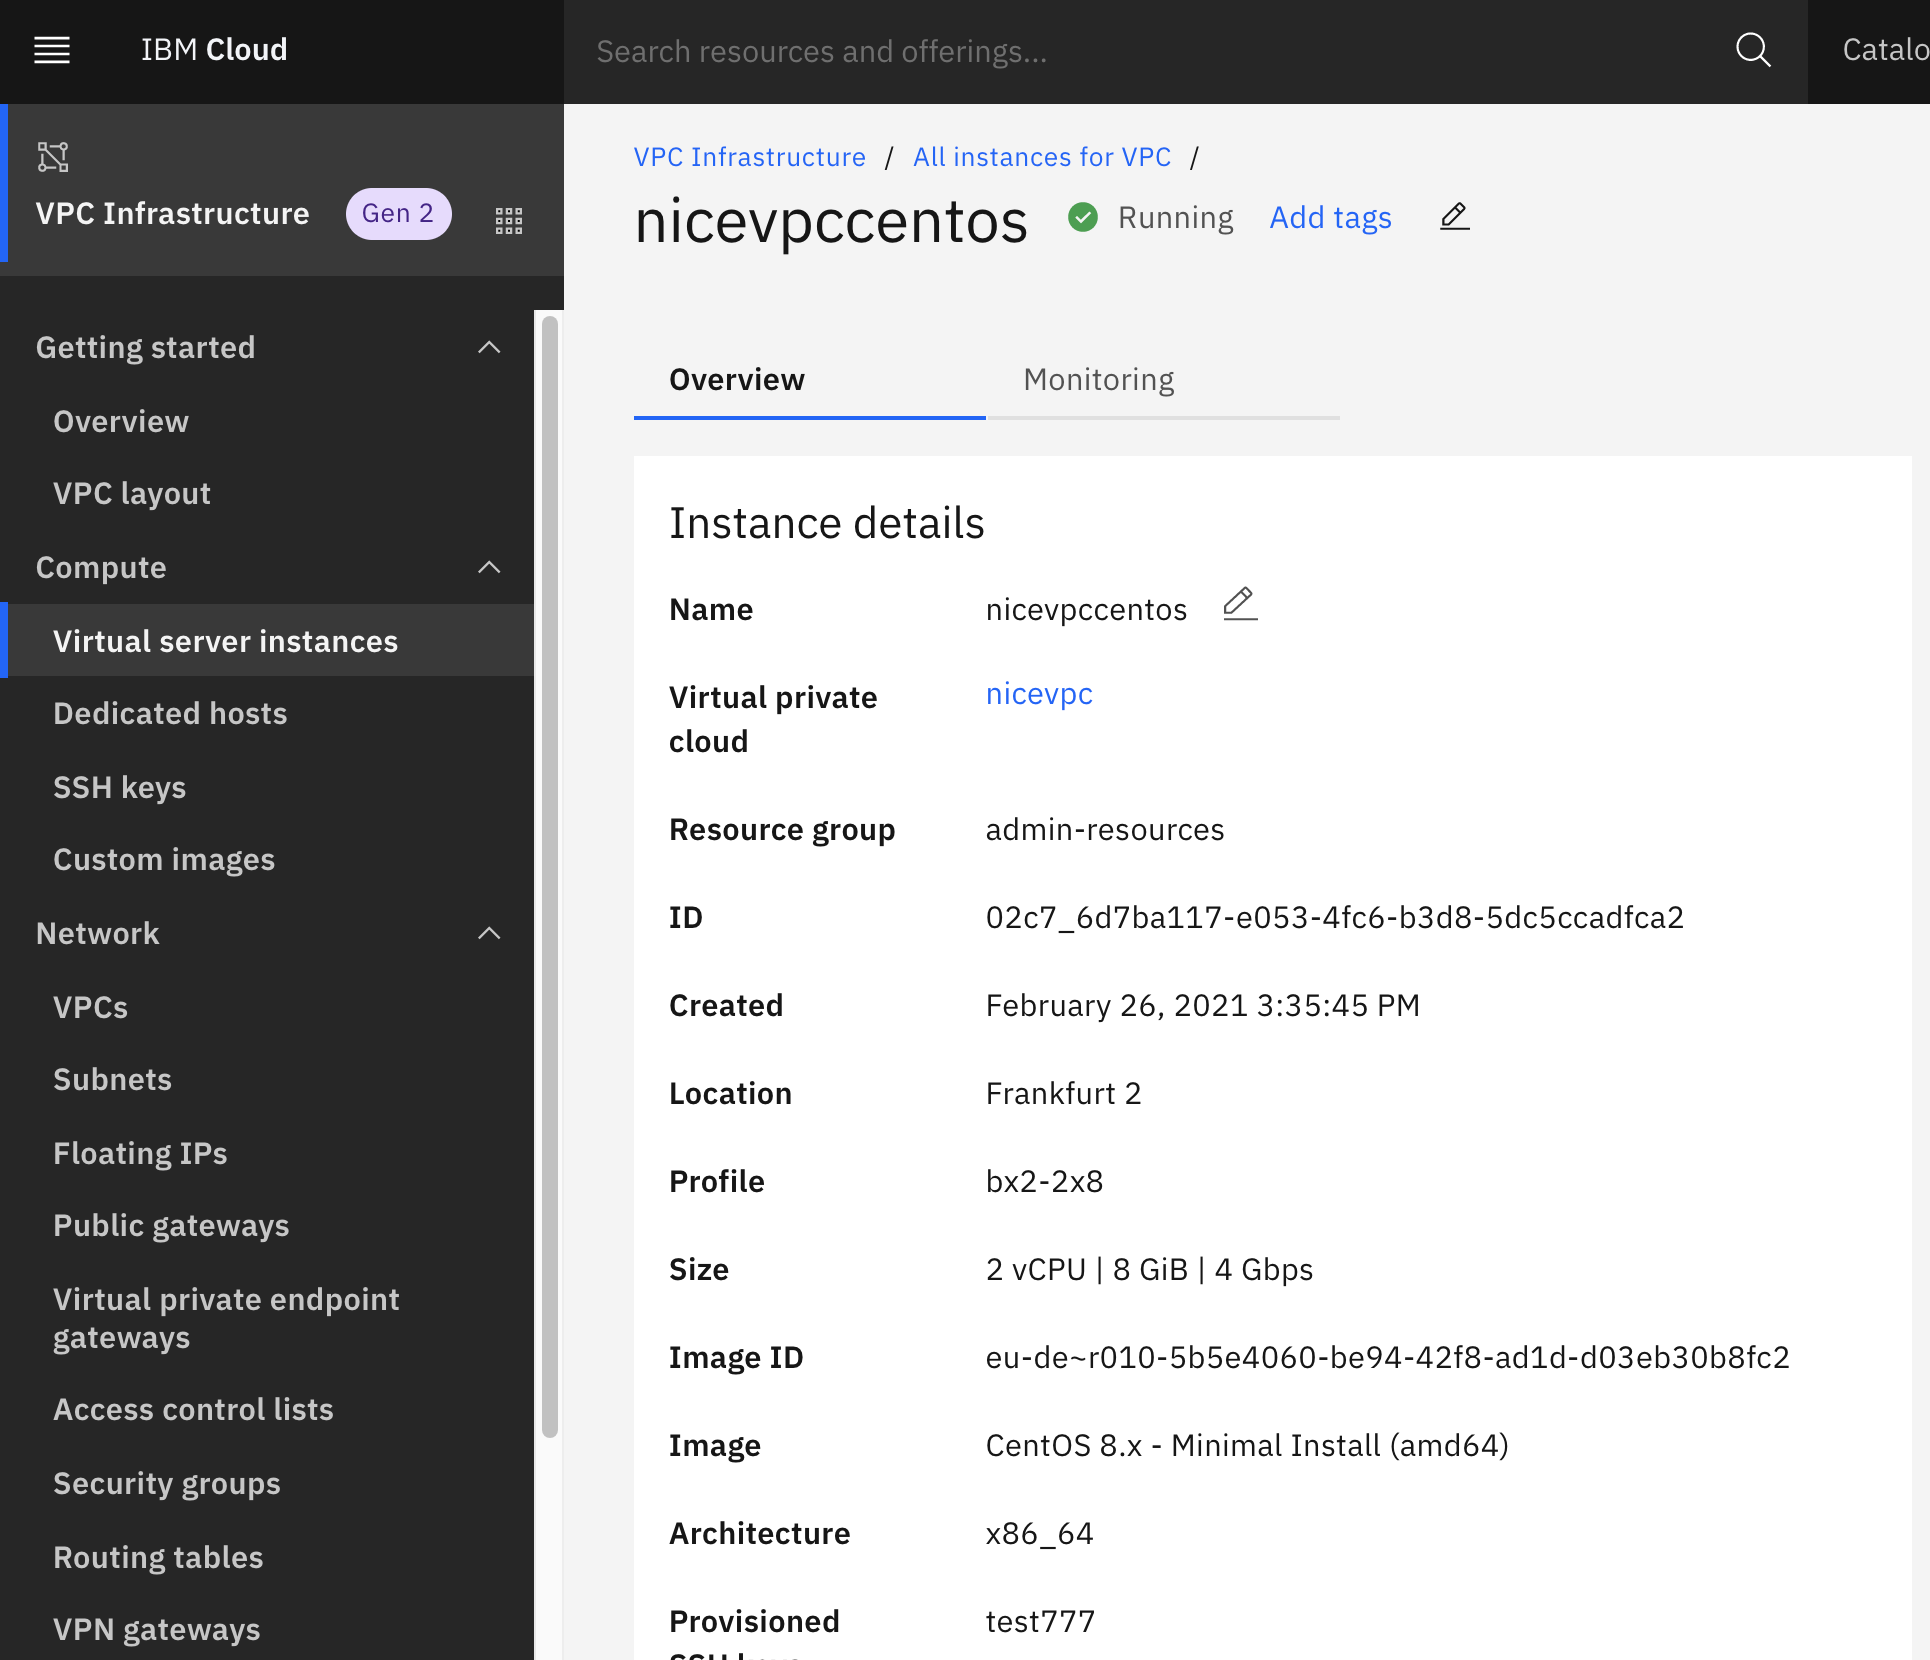 IBM Cloud
Search resources and offerings...
Catalo
VPC Infrastructure
Gen 2
Getting started
Overview
VPC layout
Compute
Virtual server instances
Dedicated hosts
SSH keys
Custom images
Network
VPCs
Subnets
Floating IPs
Public gateways
Virtual private endpoint
gateways
Access control lists
Security groups
Routing tables
VPN gateways
VPC Infrastructure / All instances for VPC /
nicevpccentos Running Add tags
Overview Monitoring
Instance details
Name nicevpccentos
Virtual private nicevpc
cloud
Resource group admin-resources
ID 02c7_6d7ba117-e053-4fc6-b3d8-5dc5ccadfca2
Created February 26, 2021 3:35:45 PM
Location Frankfurt 2
Profile bx2-2x8
Size 2 vCPU | 8 GiB | 4 Gbps
Image ID eu-de~r010-5b5e4060-be94-42f8-ad1d-d03eb30b8fc2
Image CentOS 8.x - Minimal Install (amd64)
Architecture x86_64
Provisioned test777
SSH keys